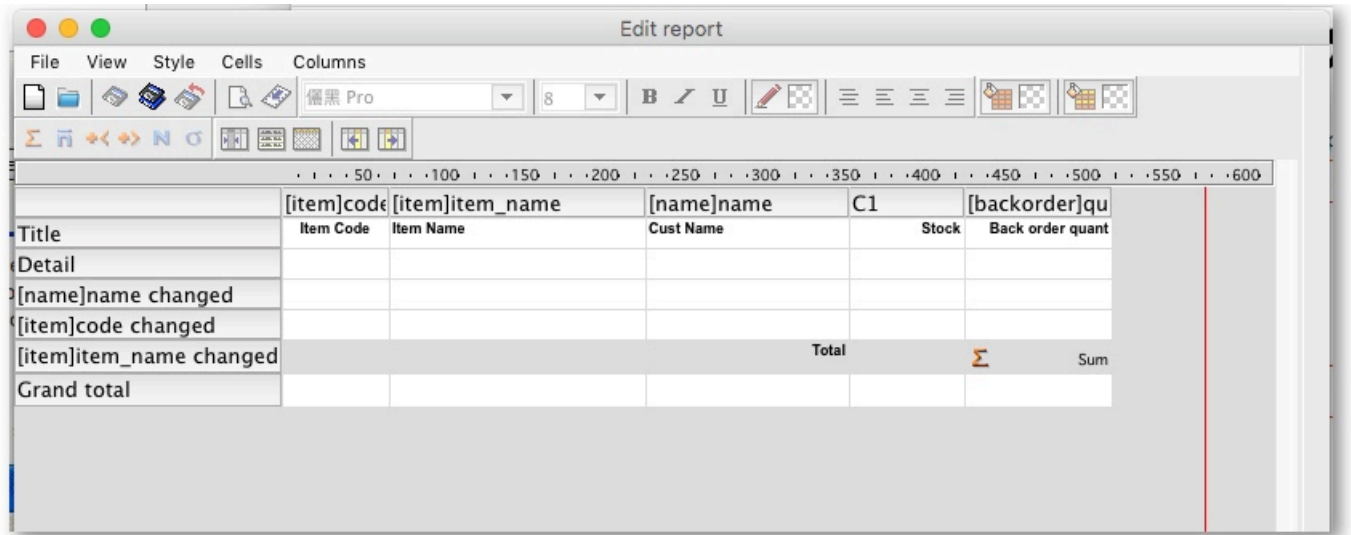 Edit report
File View Style Cells Columns
儷黑 Pro 8 B I U
Σ n N σ
50 100 150 200 250 300 350 400 450 500 550 600
[item]code [item]item_name [name]name C1 [backorder]qu
Title Item Code Item Name Cust Name Stock Back order quant
Detail
[name]name changed
[item]code changed
[item]item_name changed Total Σ Sum
Grand total